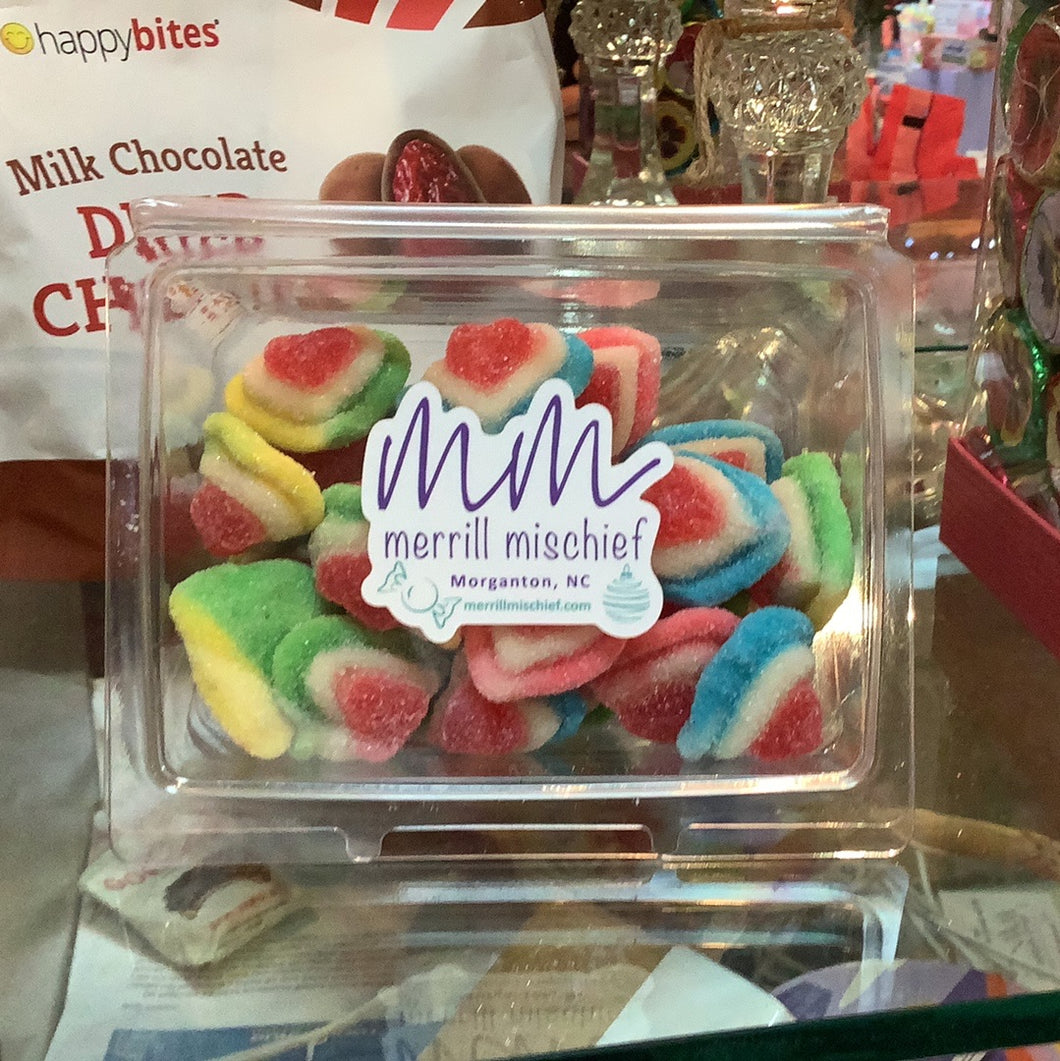 happybites
Milk Chocolate
mm
merrill mischief
Morganton, NC
merrillmischief.com